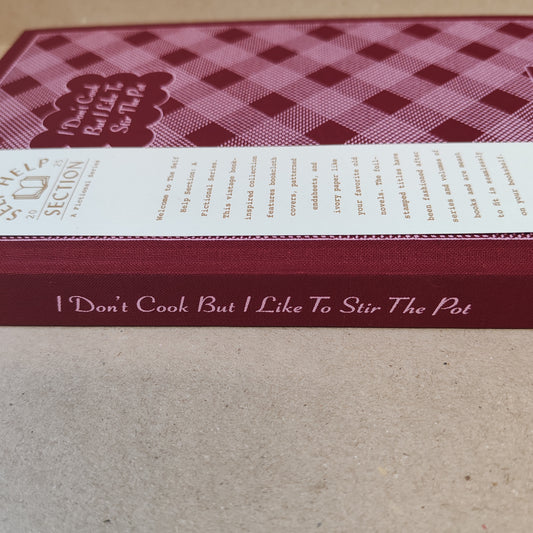 I Don't Cook
But I Like To
Stir The Pot
SELF HELP
20 25
SECTION
A Fictional Series
Welcome to The Self
Help Section: A
Fictional Series.
This vintage book-
inspired collection
features bookcloth
covers, patterned
endsheets, and
ivory paper like
your favorite old
novels. The foil-
stamped titles have
been fashioned after
series and volumes of
books and are meant
to fit in seamlessly
on your bookshelf.
I Don't Cook But I Like To Stir The Pot